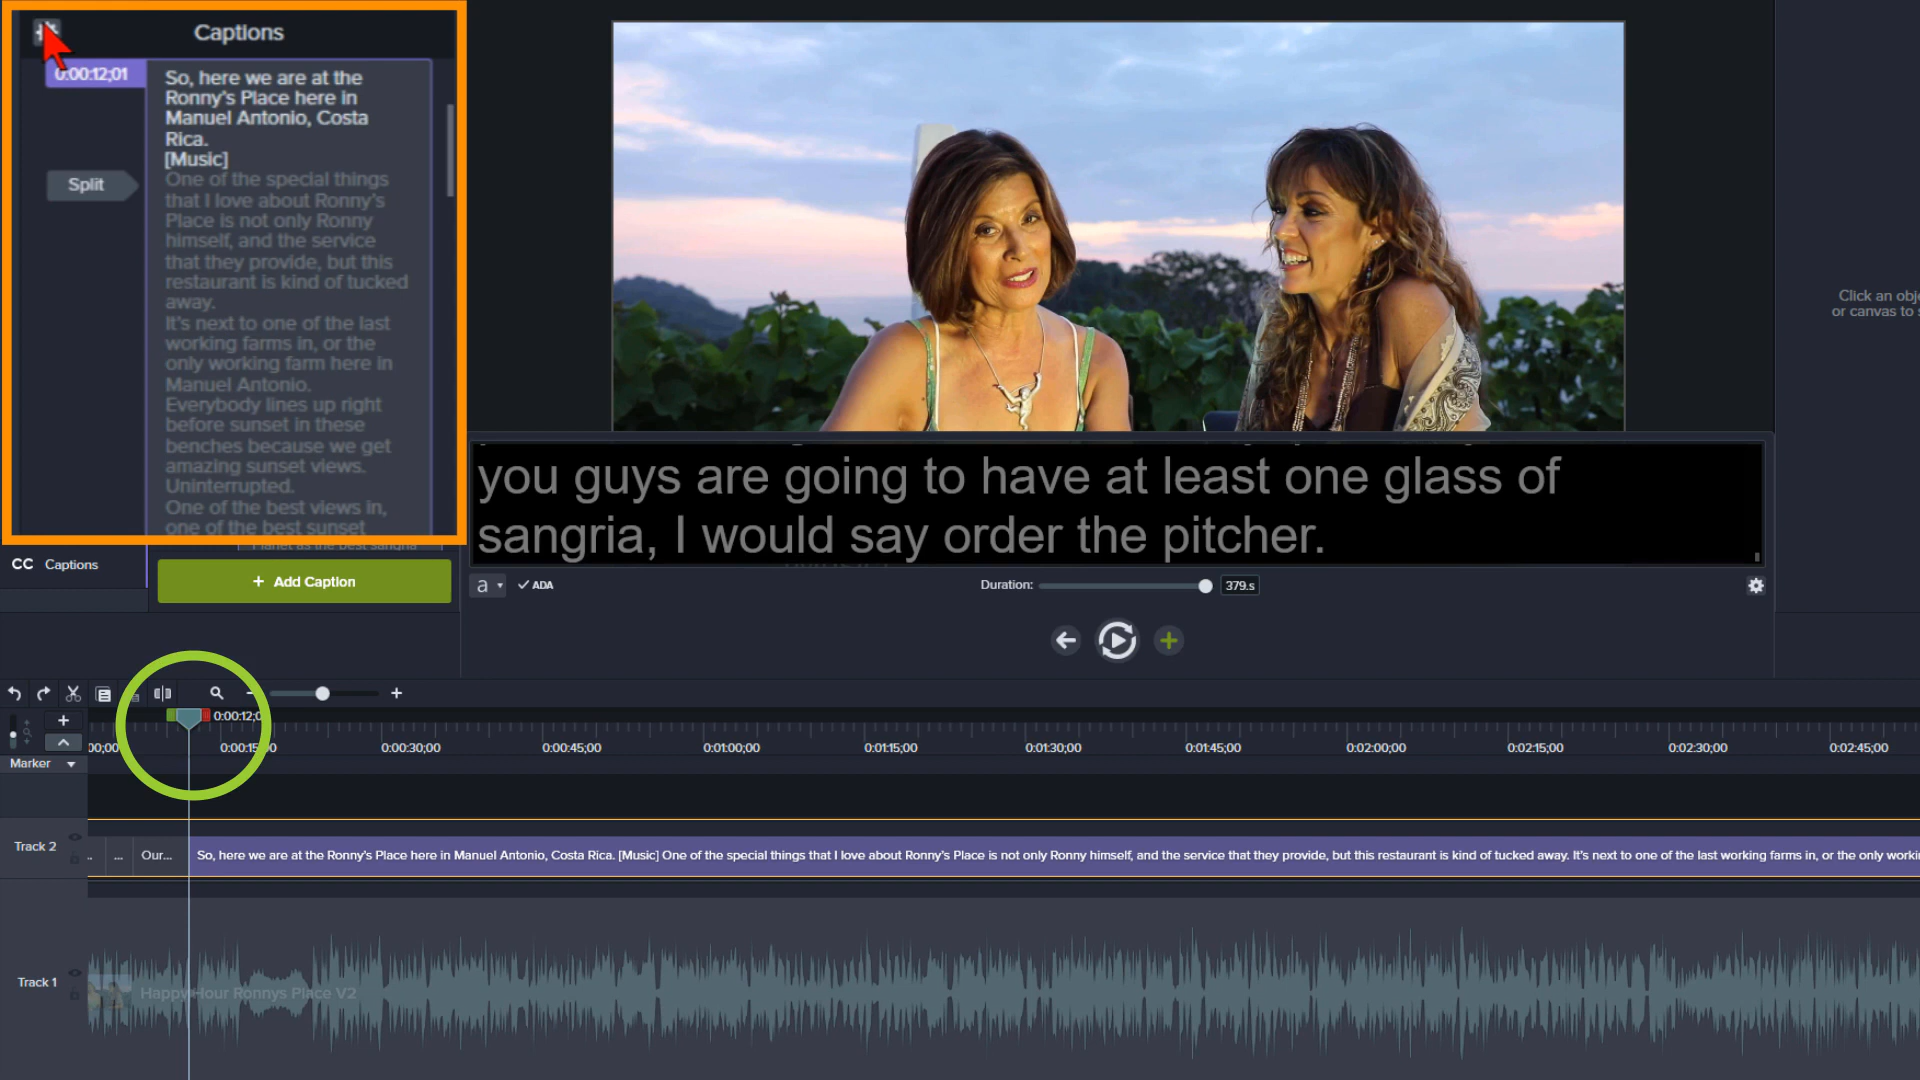 Captions
0:00:12;01
So, here we are at the
Ronny's Place here in
Manuel Antonio, Costa
Rica.
[Music]
Split
One of the special things
that I love about Ronny's
Place is not only Ronny
himself, and the service
that they provide, but this
restaurant is kind of tucked
away.
It's next to one of the last
working farms in, or the
only working farm here in
Manuel Antonio.
Everybody lines up right
before sunset in these
benches because we get
amazing sunset views.
Uninterrupted.
One of the best views in,
one of the best sunset
CC Captions
+ Add Caption
Click an obje
or canvas to s
you guys are going to have at least one glass of
sangria, I would say order the pitcher.
a
ADA
Duration:
379.s
0:00:12;0
00;00
0:00:15;00
0:00:30;00
0:00:45;00
0:01:00;00
0:01:15;00
0:01:30;00
0:01:45;00
0:02:00;00
0:02:15;00
0:02:30;00
0:02:45;00
Marker
Track 2
..
...
Our...
So, here we are at the Ronny's Place here in Manuel Antonio, Costa Rica. [Music] One of the special things that I love about Ronny's Place is not only Ronny himself, and the service that they provide, but this restaurant is kind of tucked away. It's next to one of the last working farms in, or the only worki
Track 1
Happy Hour Ronnys Place V2